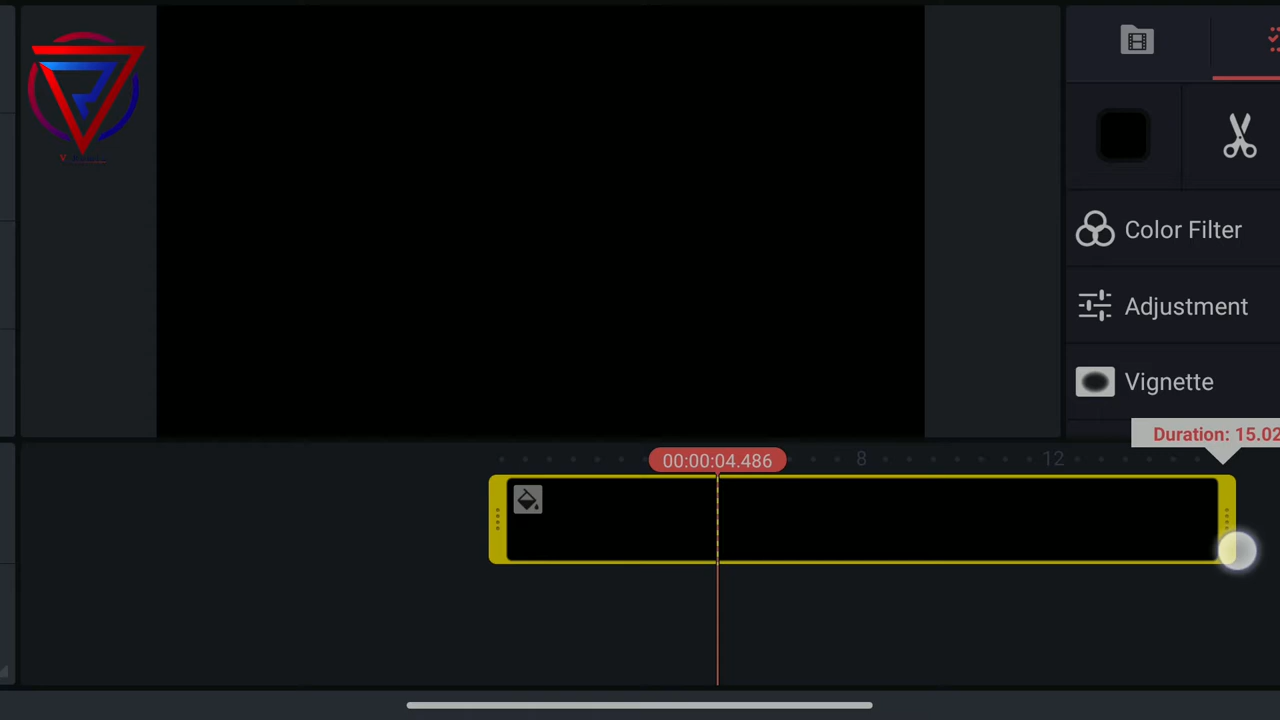 Color Filter
Adjustment
Vignette
Duration: 15.02
00:00:04.486
8
12